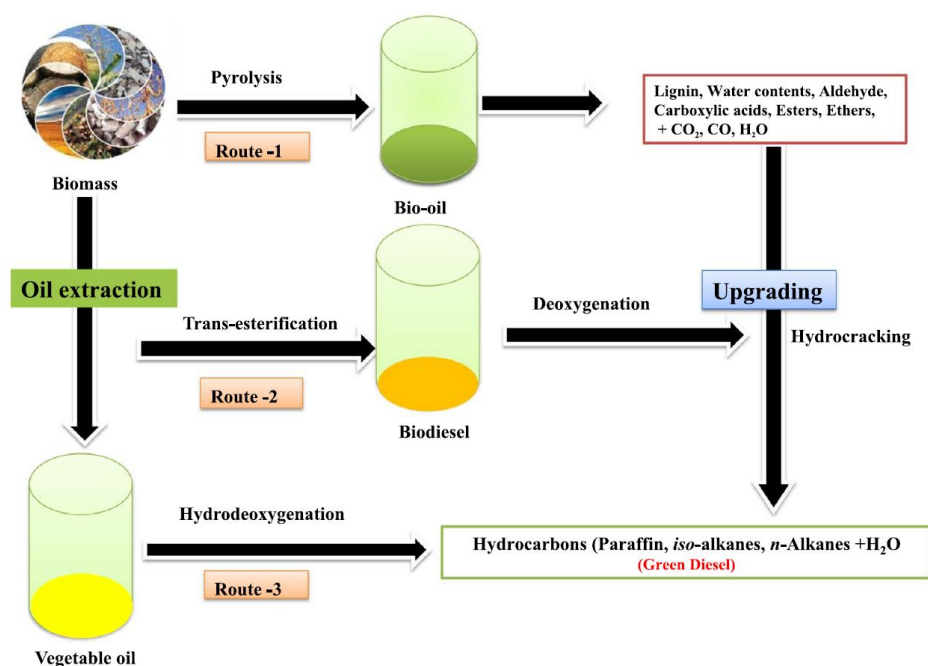 Pyrolysis
Route -1
Biomass
Bio-oil
Lignin, Water contents, Aldehyde,
Carboxylic acids, Esters, Ethers,
+ CO₂, CO, H₂O
Oil extraction
Trans-esterification
Route -2
Biodiesel
Deoxygenation
Upgrading
Hydrocracking
Vegetable oil
Hydrodeoxygenation
Route -3
Hydrocarbons (Paraffin, iso-alkanes, n-Alkanes +H₂O
(Green Diesel)